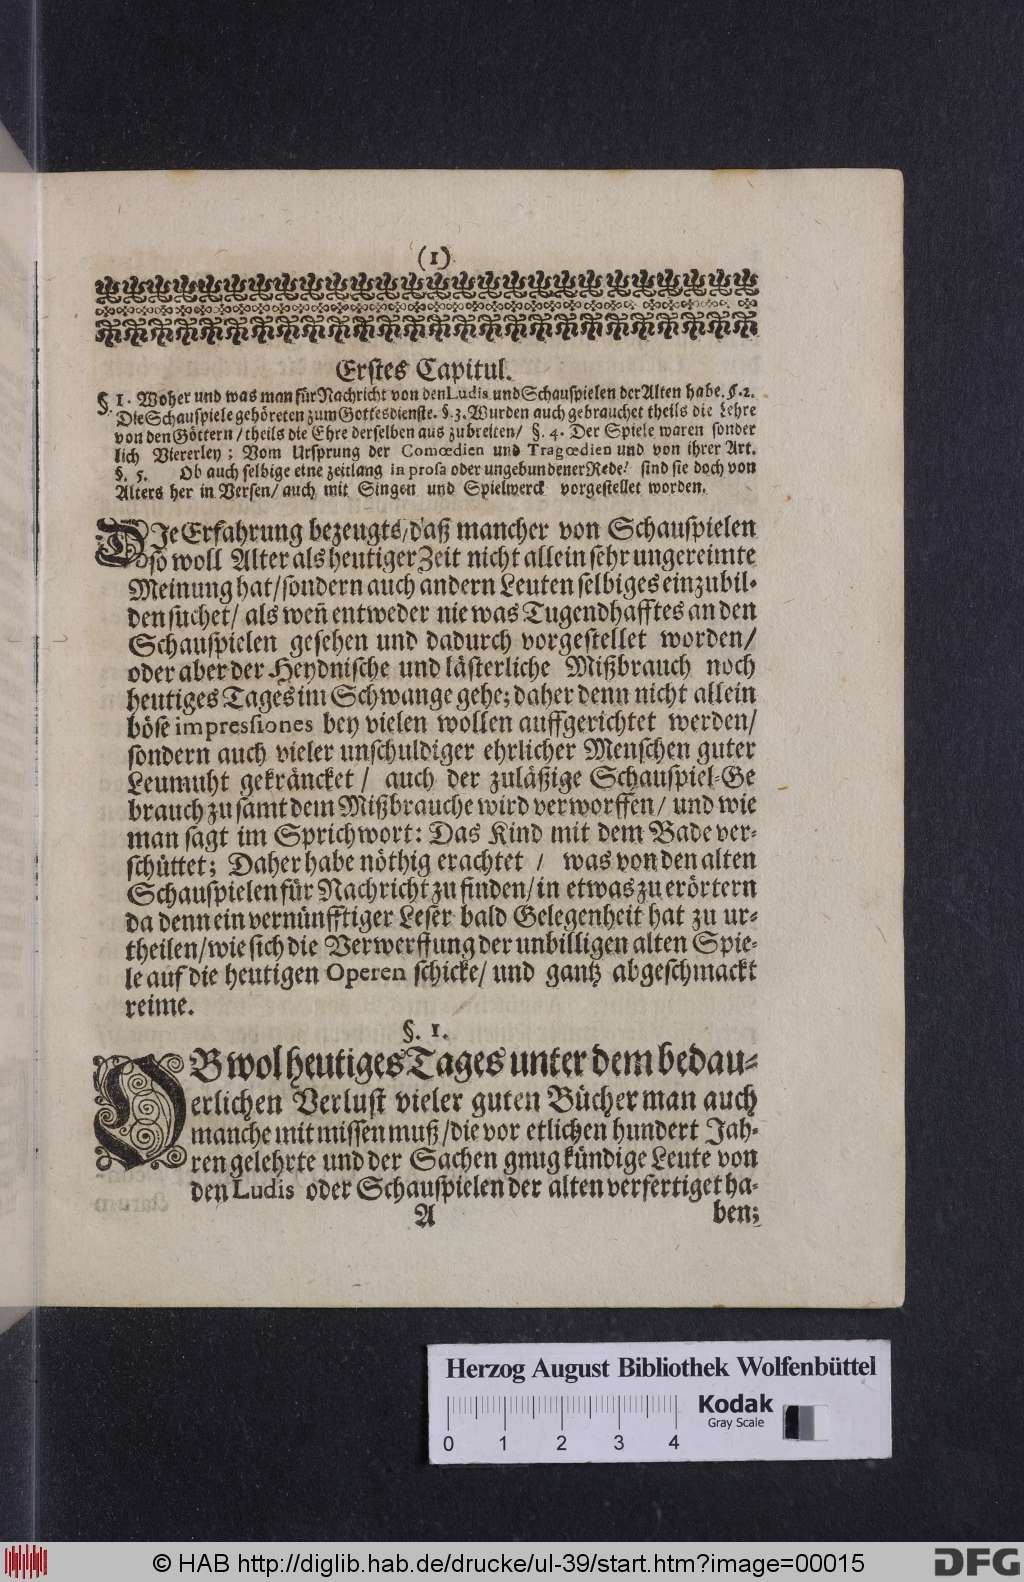 (1)
Erstes Capitul.
§. 1. Woher und was man für Nachricht von den Ludis und Schauspielen der Alten habe. §. 2.
Die Schauspiele gehöreten zum Gottesdienste. §. 3. Wurden auch gebrauchet theils die Lehre
von den Göttern / theils die Ehre derselben aus zubreiten / §. 4. Der Spiele waren sonder
lich Viererley ; Vom Ursprung der Comœdien und Tragœdien und von ihrer Art.
§. 5. Ob auch selbige eine zeitlang in prosa oder ungebundener Rede / sind sie doch von
Alters her in Versen / auch mit Singen und Spielwerck vorgestellet worden.
DIe Erfahrung bezeugts / daß mancher von Schauspielen
so woll Alter als heutiger Zeit nicht allein sehr ungereimte
Meinung hat / sondern auch andern Leuten selbiges einzubil-
den suchet / als weñ entweder nie was Tugendhafftes an den
Schauspielen gesehen und dadurch vorgestellet worden /
oder aber der Heydnische und lästerliche Mißbrauch noch
heutiges Tages im Schwange gehe; daher denn nicht allein
böse impressiones bey vielen wollen auffgerichtet werden /
sondern auch vieler unschuldiger ehrlicher Menschen guter
Leumuht gekräncket / auch der zuläßige Schauspiel-Ge
brauch zu samt dem Mißbrauche wird verworffen / und wie
man sagt im Sprichwort: Das Kind mit dem Bade ver-
schüttet; Daher habe nöthig erachtet / was von den alten
Schauspielen für Nachricht zu finden / in etwas zu erörtern
da denn ein vernünfftiger Leser bald Gelegenheit hat zu ur-
theilen / wie sich die Verwerffung der unbilligen alten Spie-
le auf die heutigen Operen schicke / und gantz abgeschmackt
reime.
§. 1.
OB wol heutiges Tages unter dem bedau-
erlichen Verlust vieler guten Bücher man auch
manche mit missen muß / die vor etlichen hundert Jah-
ren gelehrte und der Sachen gnug kündige Leute von
den Ludis oder Schauspielen der alten verfertiget ha-
A ben;
Herzog August Bibliothek Wolfenbüttel
Kodak
Gray Scale
0 1 2 3 4
© HAB http://diglib.hab.de/drucke/ul-39/start.htm?image=00015
DFG